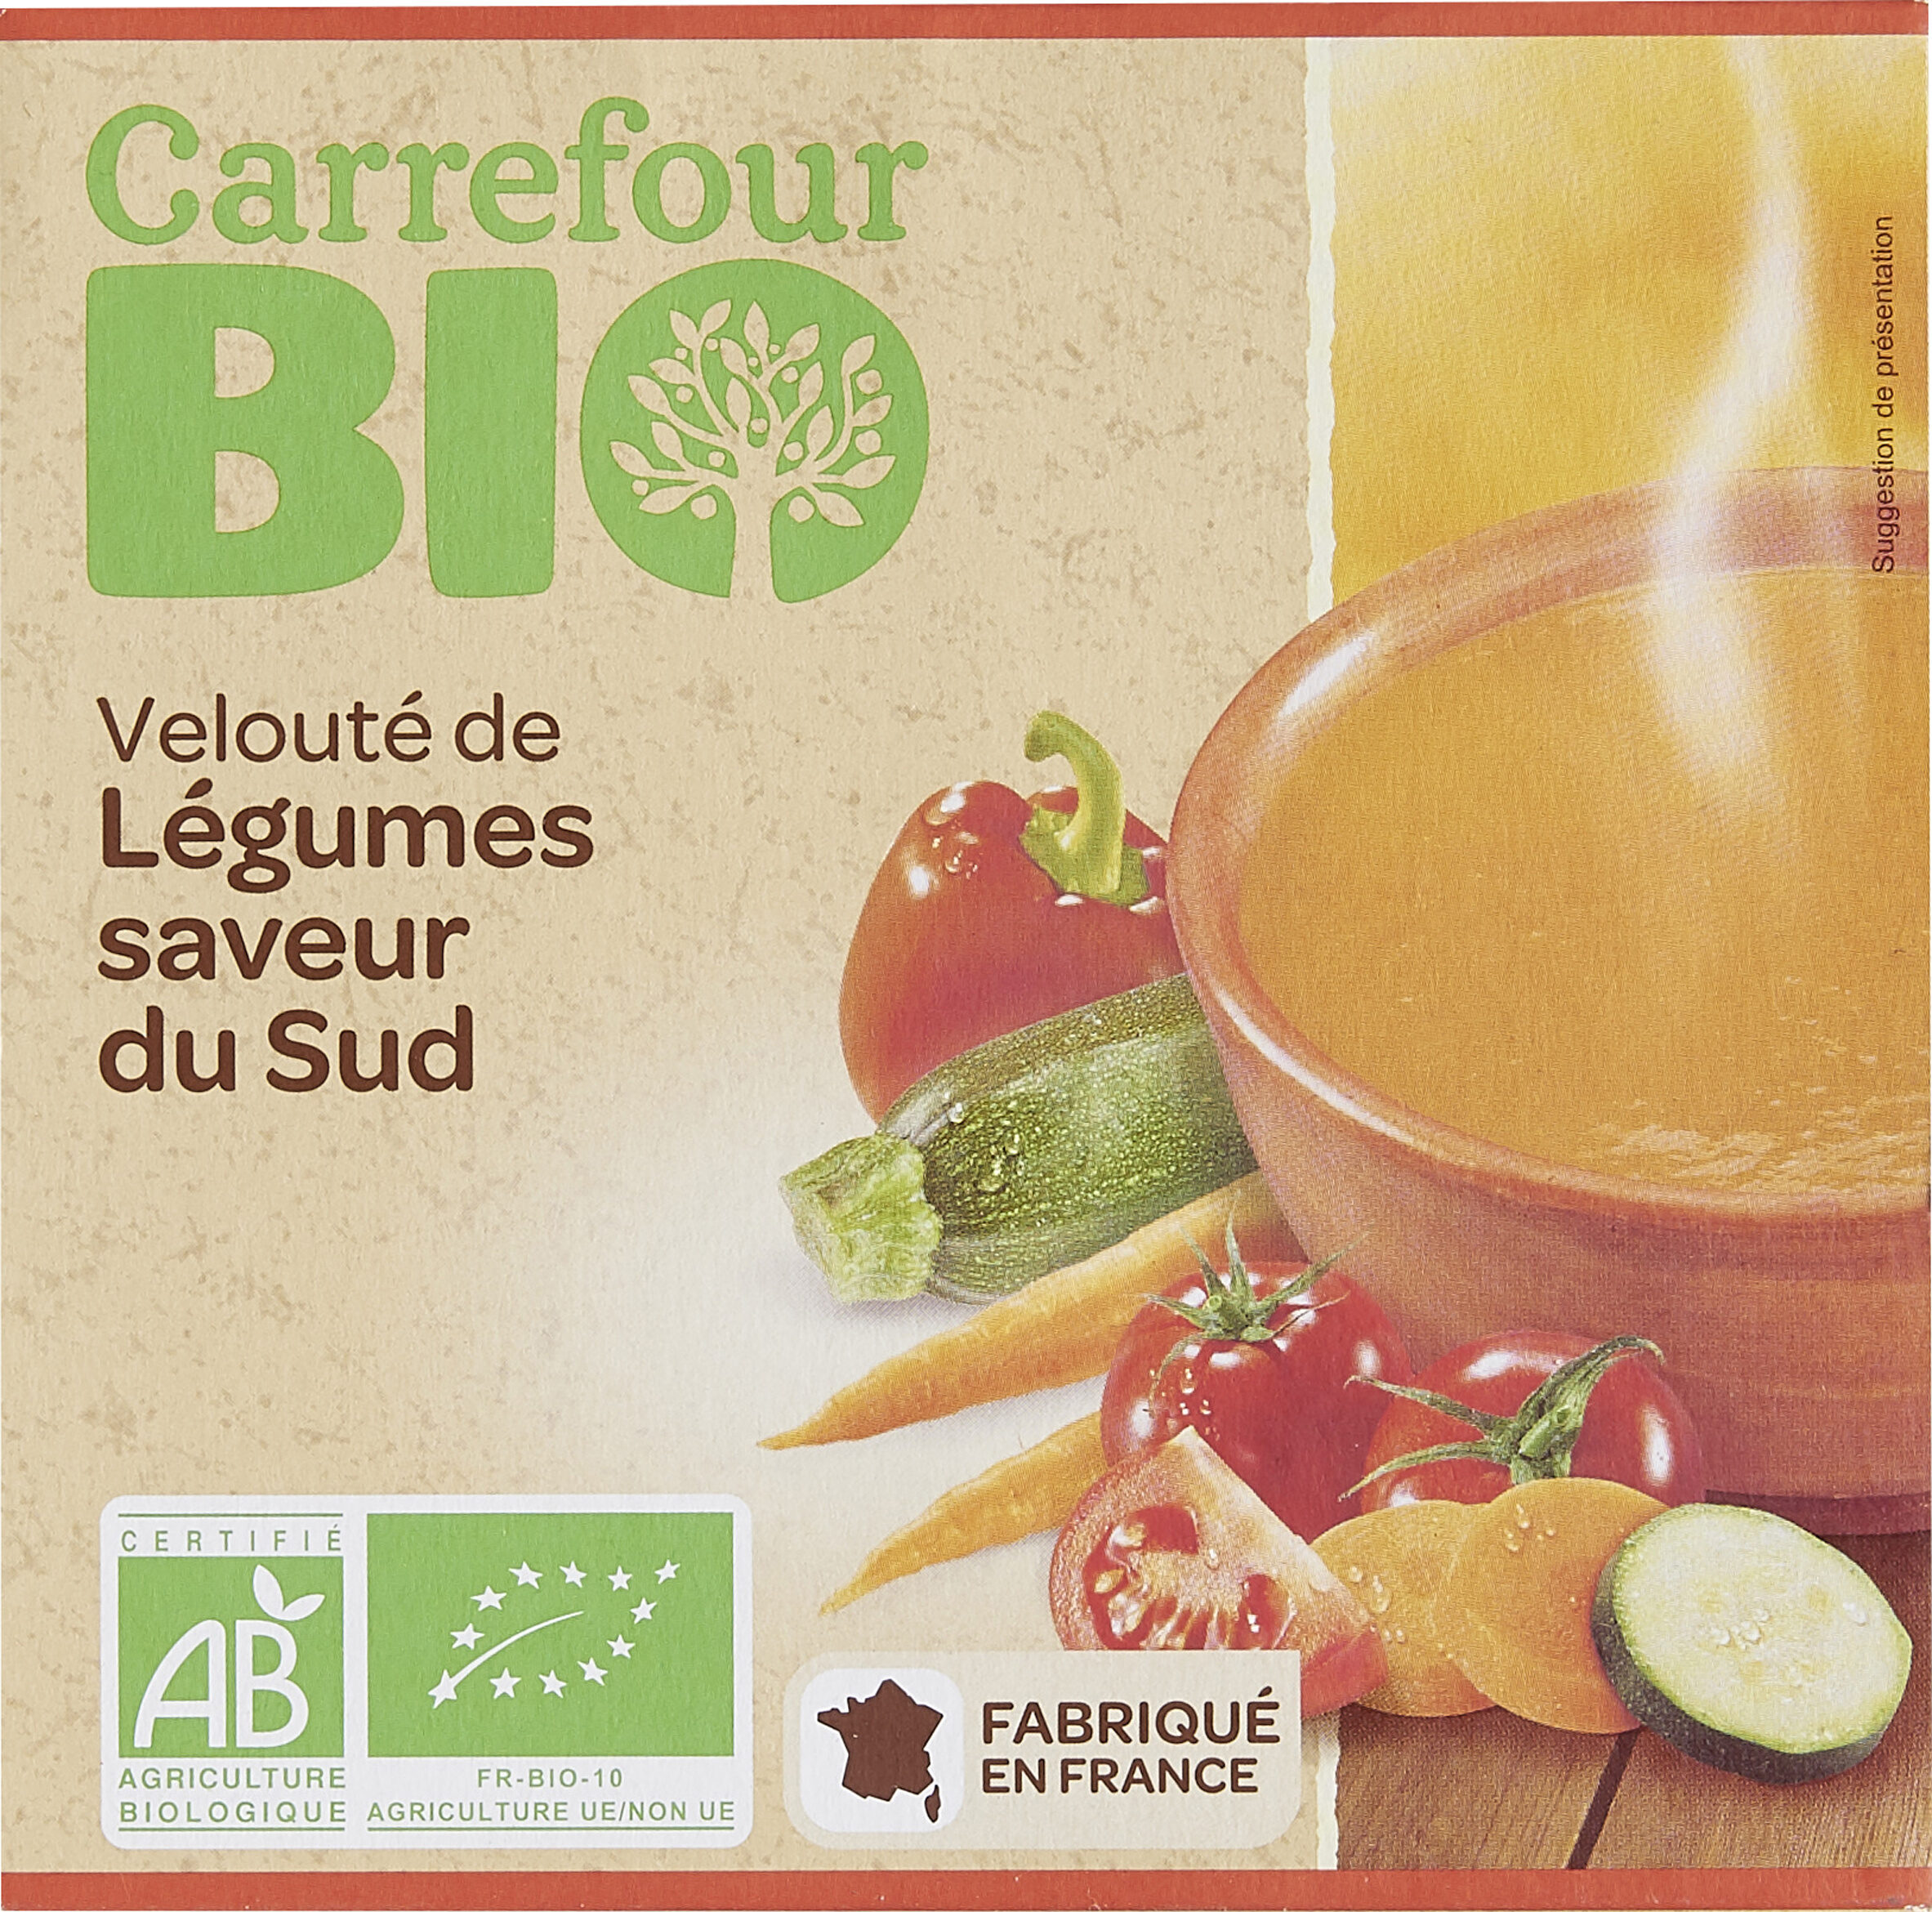 Carrefour
BIO
Suggestion de présentation
Velouté de
Légumes
saveur
du Sud
CERTIFIÉ
AB
AGRICULTURE
BIOLOGIQUE
FR-BIO-10
AGRICULTURE UE/NON UE
FABRIQUÉ
EN FRANCE